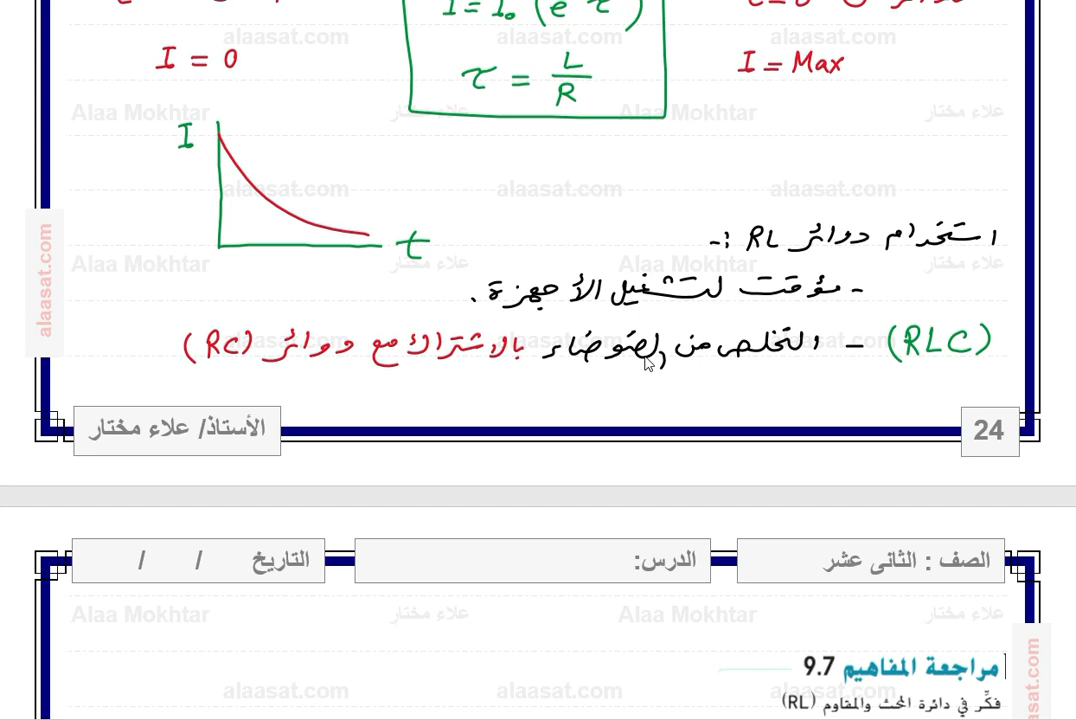 I = I₀ (e
I = 0
τ = L/R
I = Max
I
t
استخدام دوائر RL :-
- مؤقت لتشغيل الأجهزة.
(RLC) - التخلص من الضوضاء بالاشتراك مع دوائر (RC)
الأستاذ/ علاء مختار
24
الصف : الثانى عشر
الدرس:
التاريخ / /
مراجعة المفاهيم 9.7
فكِّر في دائرة الحث والمقاوم (RL)
alaasat.com
Alaa Mokhtar
علاء مختار